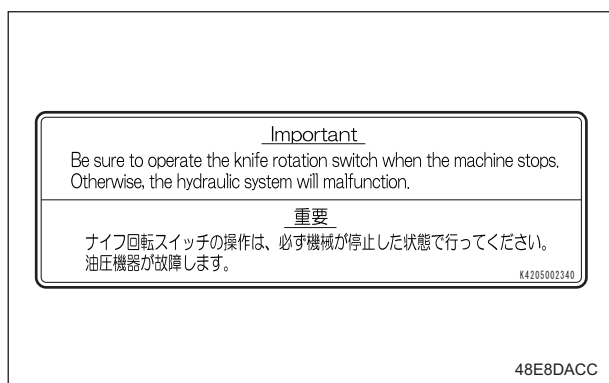 Important
Be sure to operate the knife rotation switch when the machine stops.
Otherwise, the hydraulic system will malfunction.
重要
ナイフ回転スイッチの操作は、必ず機械が停止した状態で行ってください。
油圧機器が故障します。
K4205002340
48E8DACC